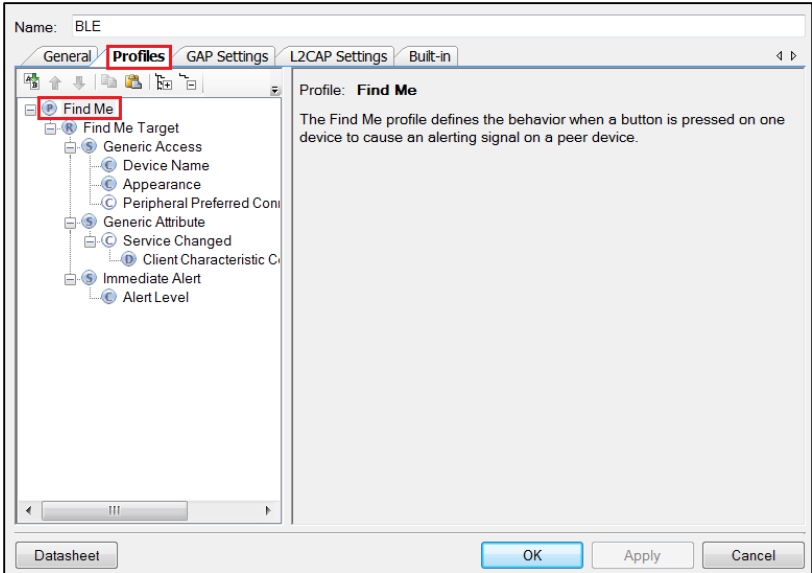 Name: BLE
General Profiles GAP Settings L2CAP Settings Built-in
P Find Me
R Find Me Target
S Generic Access
C Device Name
C Appearance
C Peripheral Preferred Conn
S Generic Attribute
C Service Changed
D Client Characteristic Co
S Immediate Alert
C Alert Level
Profile: Find Me
The Find Me profile defines the behavior when a button is pressed on one
device to cause an alerting signal on a peer device.
Datasheet OK Apply Cancel